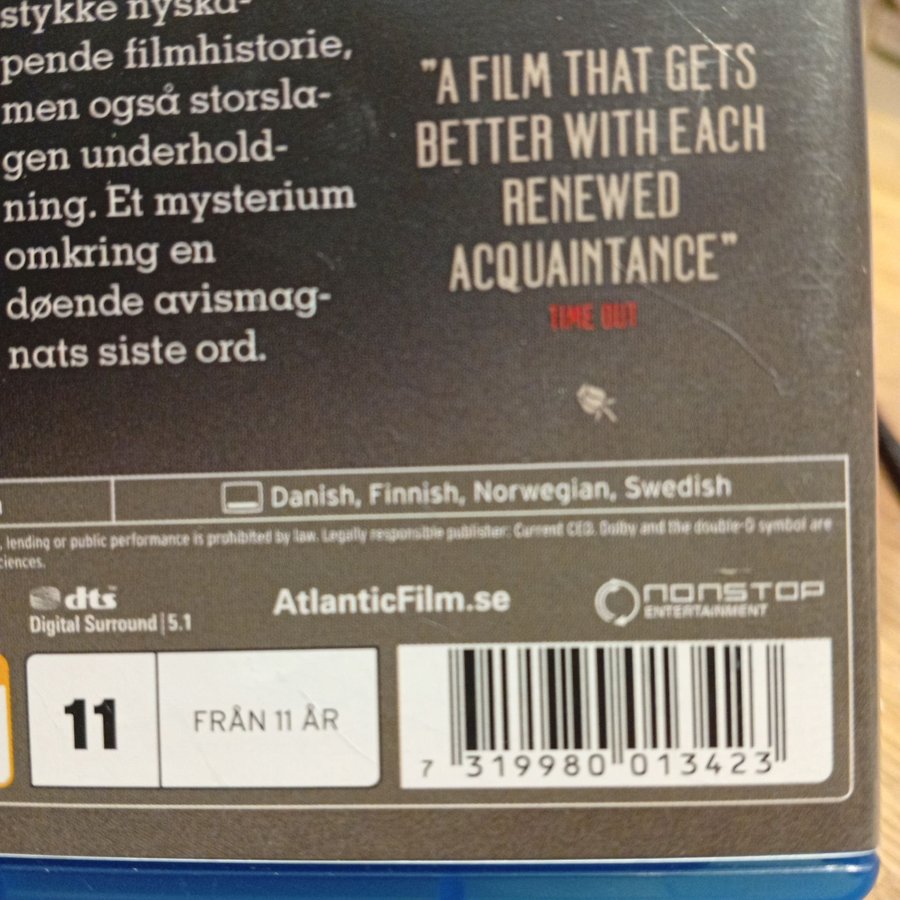 stykke nyska-
pende filmhistorie,
men også storsla-
gen underhold-
ning. Et mysterium
omkring en
døende avismag-
nats siste ord.
"A FILM THAT GETS
BETTER WITH EACH
RENEWED
ACQUAINTANCE"
TIME OUT
Danish, Finnish, Norwegian, Swedish
, lending or public performance is prohibited by law. Legally responsible publisher: Current CEO. Dolby and the double-D symbol are
ciences.
dts
Digital Surround | 5.1
AtlanticFilm.se
NONSTOP
ENTERTAINMENT
11
FRÅN 11 ÅR
7 319980 013423